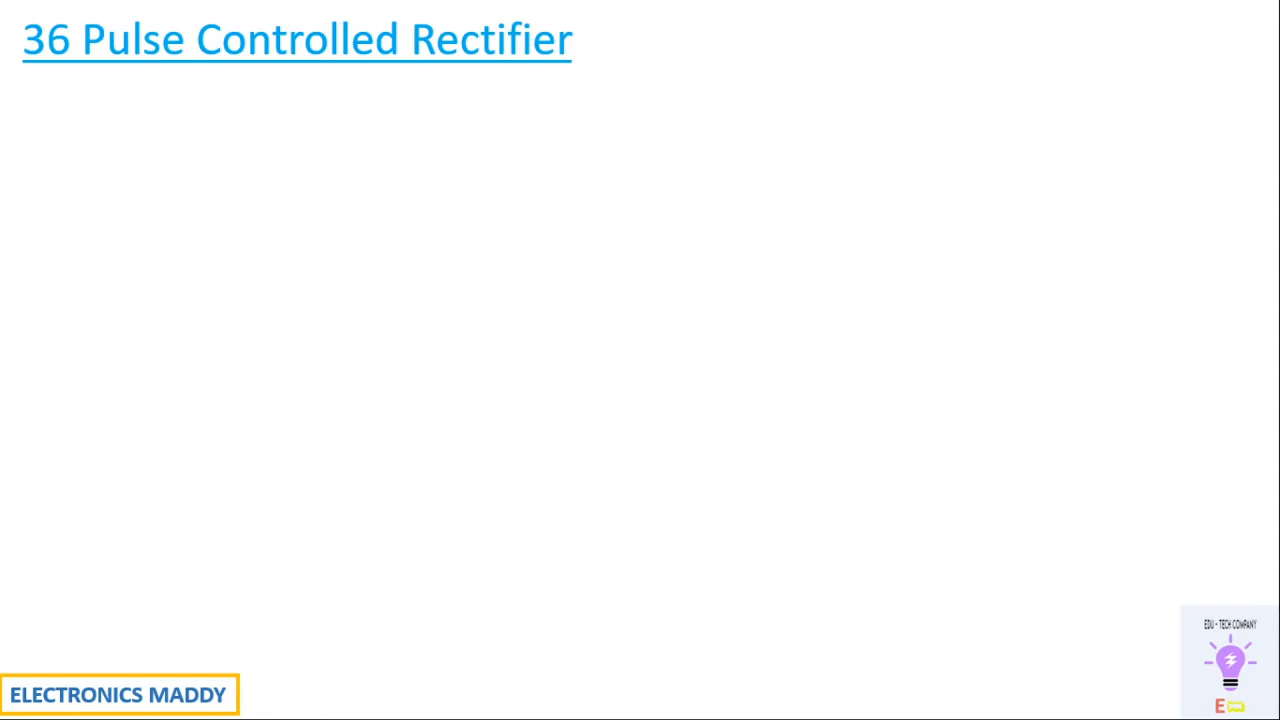 36 Pulse Controlled Rectifier
EDU - TECH COMPANY
ELECTRONICS MADDY
E